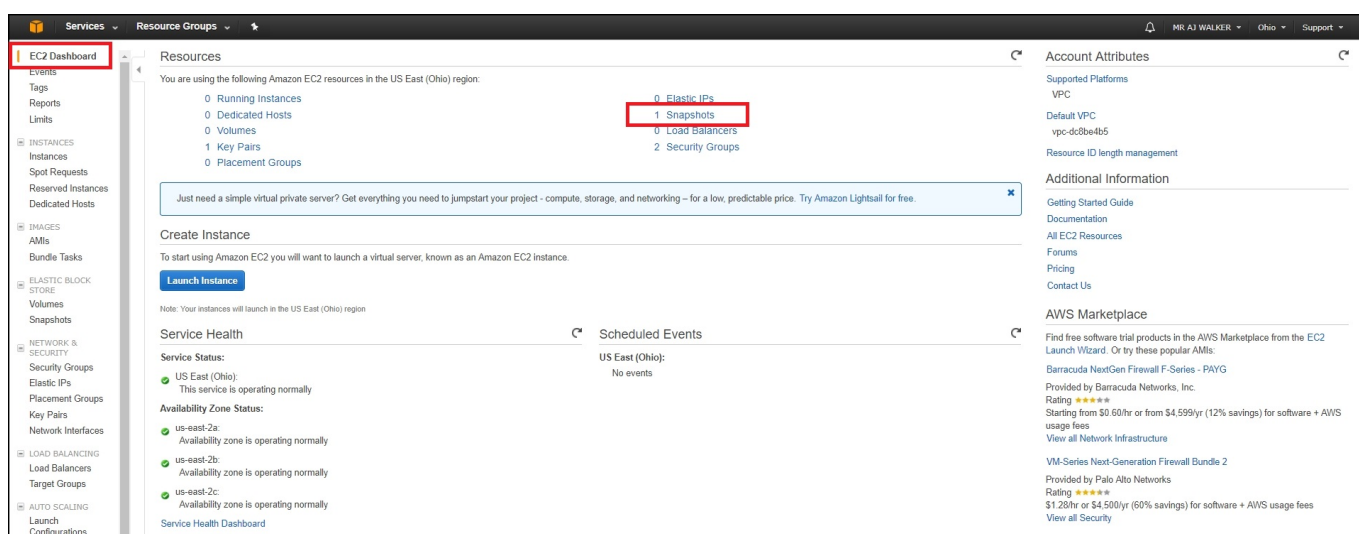 Services Resource Groups MR AJ WALKER Ohio Support
EC2 Dashboard
Events
Tags
Reports
Limits
INSTANCES
Instances
Spot Requests
Reserved Instances
Dedicated Hosts
IMAGES
AMIs
Bundle Tasks
ELASTIC BLOCK
STORE
Volumes
Snapshots
NETWORK &
SECURITY
Security Groups
Elastic IPs
Placement Groups
Key Pairs
Network Interfaces
LOAD BALANCING
Load Balancers
Target Groups
AUTO SCALING
Launch
Configurations
Resources
You are using the following Amazon EC2 resources in the US East (Ohio) region:
0 Running Instances
0 Dedicated Hosts
0 Volumes
1 Key Pairs
0 Placement Groups
0 Elastic IPs
1 Snapshots
0 Load Balancers
2 Security Groups
Just need a simple virtual private server? Get everything you need to jumpstart your project - compute, storage, and networking – for a low, predictable price. Try Amazon Lightsail for free.
Create Instance
To start using Amazon EC2 you will want to launch a virtual server, known as an Amazon EC2 instance.
Launch Instance
Note: Your instances will launch in the US East (Ohio) region
Service Health
Service Status:
US East (Ohio):
This service is operating normally
Availability Zone Status:
us-east-2a:
Availability zone is operating normally
us-east-2b:
Availability zone is operating normally
us-east-2c:
Availability zone is operating normally
Service Health Dashboard
Scheduled Events
US East (Ohio):
No events
Account Attributes
Supported Platforms
VPC
Default VPC
vpc-dc8be4b5
Resource ID length management
Additional Information
Getting Started Guide
Documentation
All EC2 Resources
Forums
Pricing
Contact Us
AWS Marketplace
Find free software trial products in the AWS Marketplace from the EC2
Launch Wizard. Or try these popular AMIs:
Barracuda NextGen Firewall F-Series - PAYG
Provided by Barracuda Networks, Inc.
Rating
Starting from $0.60/hr or from $4,599/yr (12% savings) for software + AWS
usage fees
View all Network Infrastructure
VM-Series Next-Generation Firewall Bundle 2
Provided by Palo Alto Networks
Rating
$1.28/hr or $4,500/yr (60% savings) for software + AWS usage fees
View all Security